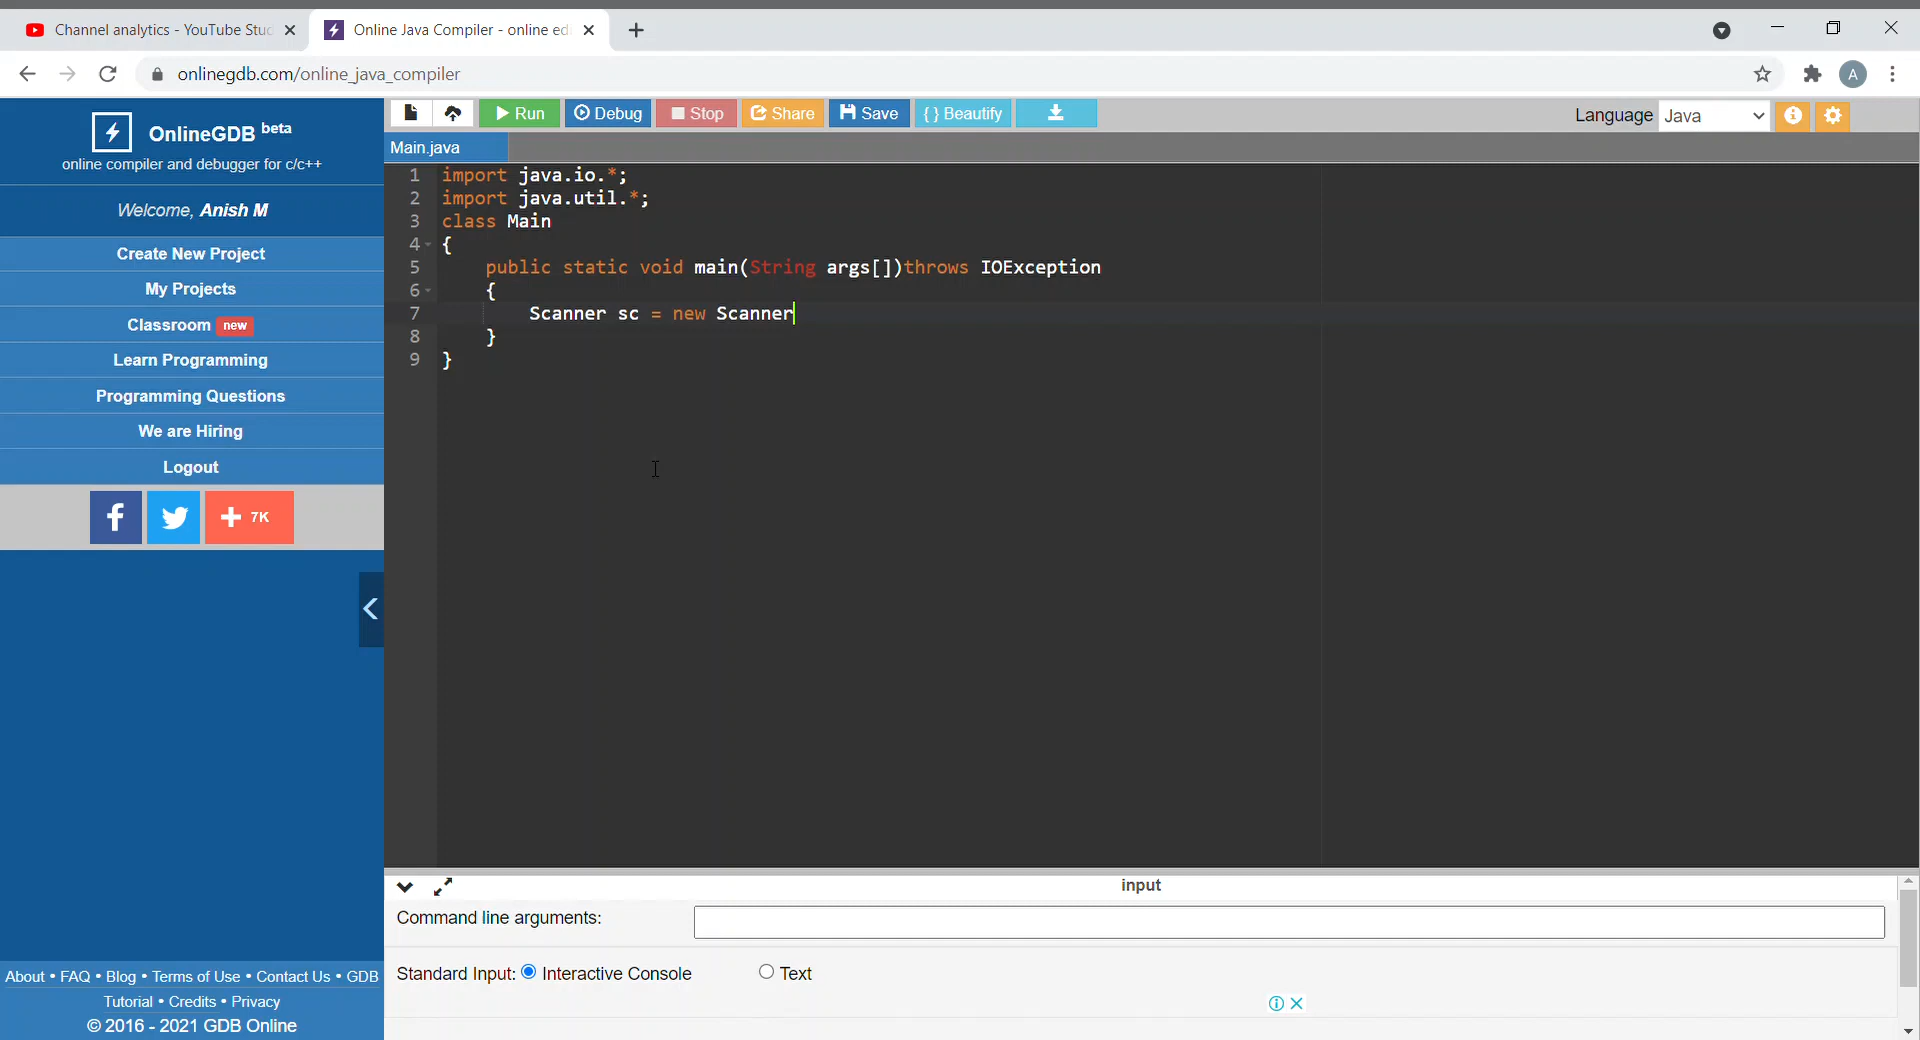 Channel analytics - YouTube Stud
Online Java Compiler - online ed
onlinegdb.com/online_java_compiler
A
OnlineGDB beta
online compiler and debugger for c/c++
Welcome, Anish M
Create New Project
My Projects
Classroom new
Learn Programming
Programming Questions
We are Hiring
Logout
7K
About • FAQ • Blog • Terms of Use • Contact Us • GDB
Tutorial • Credits • Privacy
© 2016 - 2021 GDB Online
Run Debug Stop Share Save { } Beautify
Language Java
Main.java
1 import java.io.*;
2 import java.util.*;
3 class Main
4 {
5 public static void main(String args[])throws IOException
6 {
7 Scanner sc = new Scanner
8 }
9 }
input
Command line arguments:
Standard Input: Interactive Console Text